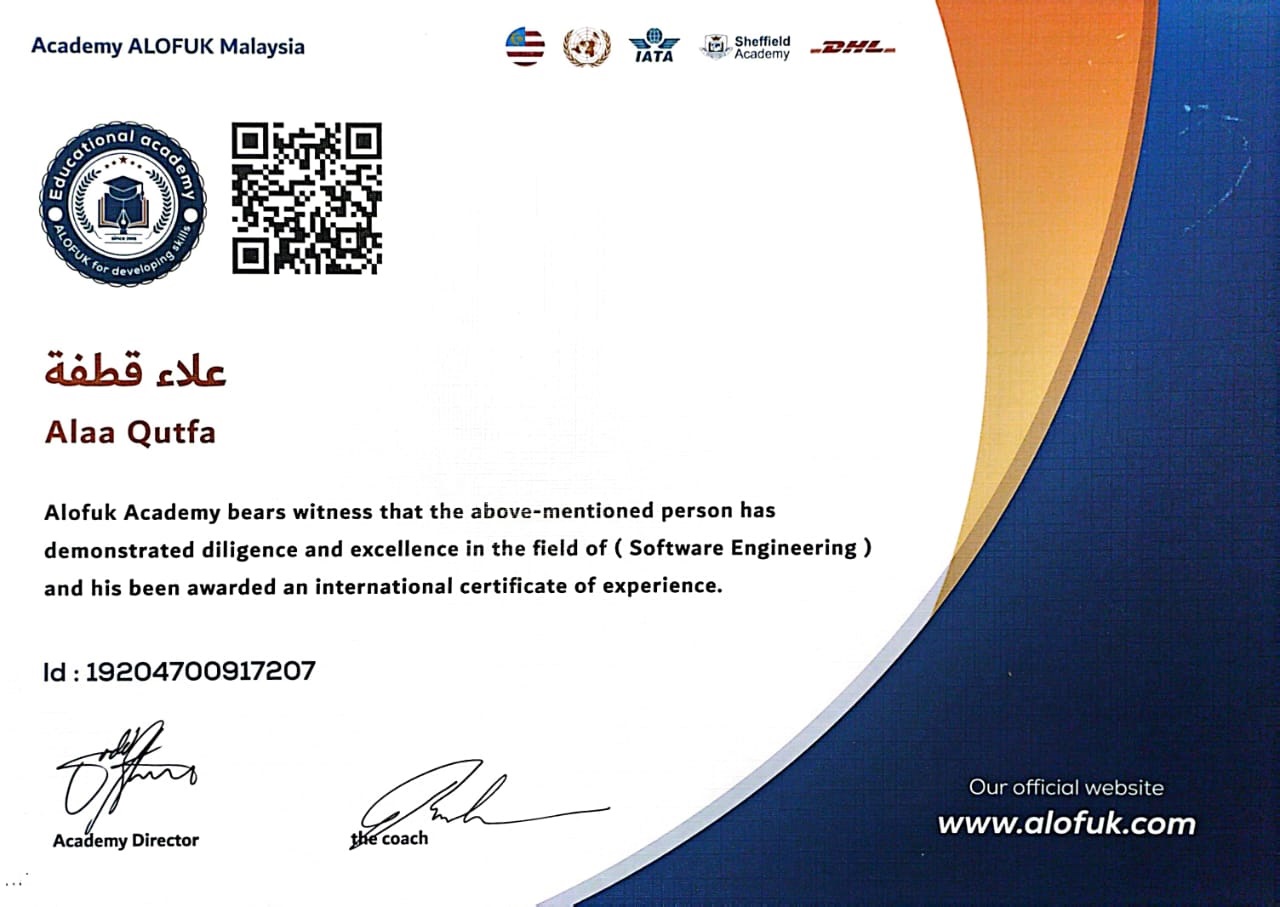 Academy ALOFUK Malaysia
IATA
Sheffield
Academy
DHL
Educational academy
SINCE
ALOFUK for developing skills
علاء قطفة
Alaa Qutfa
Alofuk Academy bears witness that the above-mentioned person has
demonstrated diligence and excellence in the field of ( Software Engineering )
and his been awarded an international certificate of experience.
Id : 19204700917207
Academy Director
the coach
Our official website
www.alofuk.com